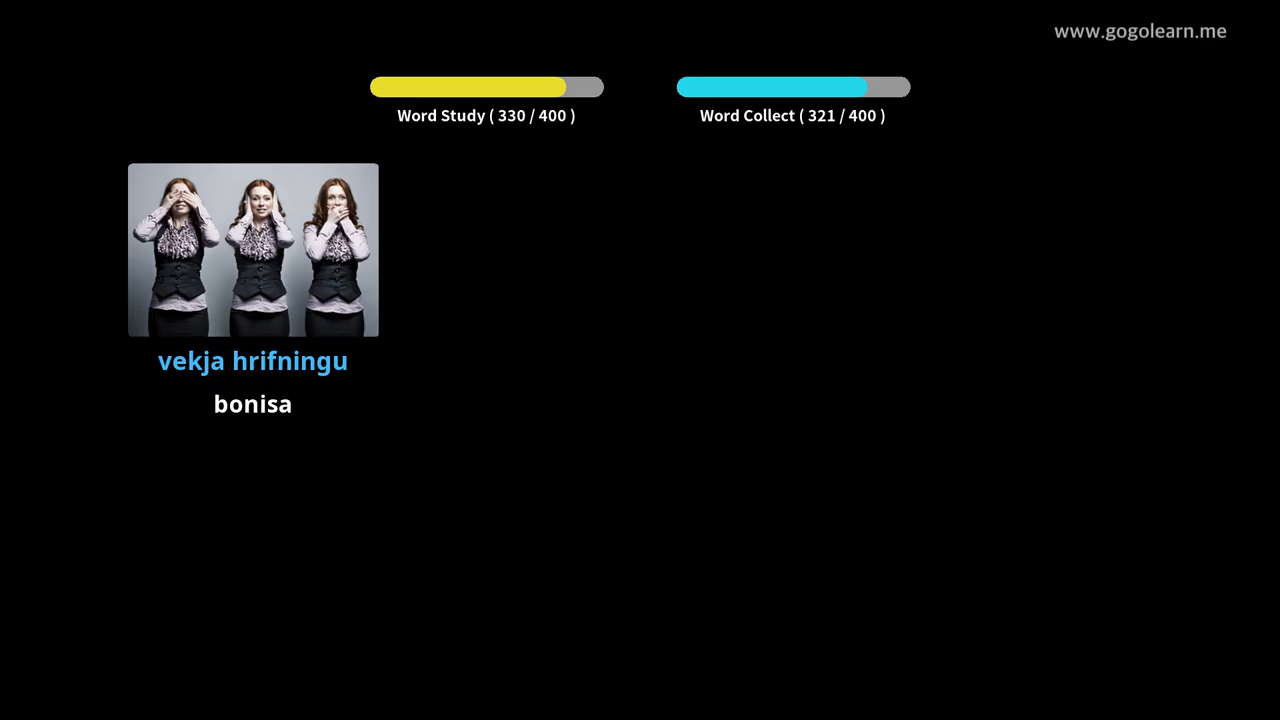 www.gogolearn.me
Word Study ( 330 / 400 )
Word Collect ( 321 / 400 )
vekja hrifningu
bonisa